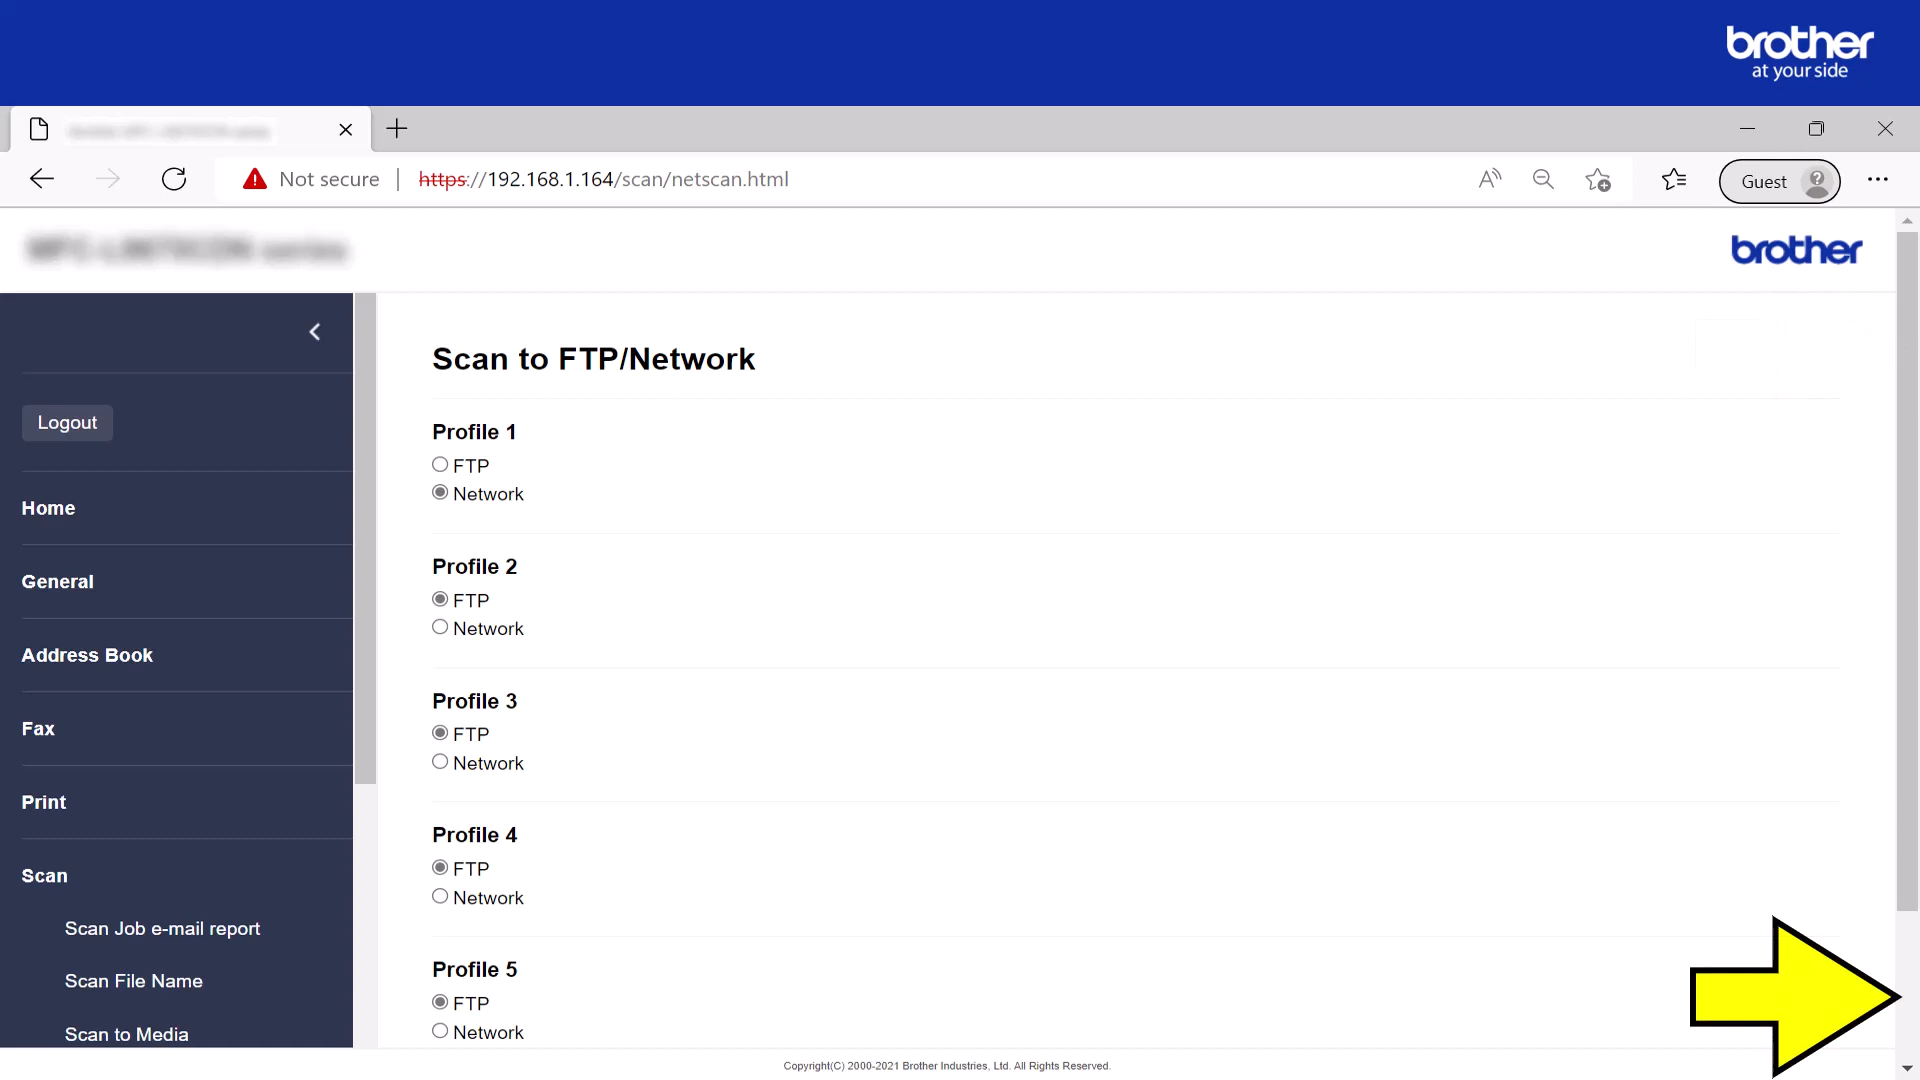 brother
at your side
Not secure
https://192.168.1.164/scan/netscan.html
Guest
brother
Logout
Home
General
Address Book
Fax
Print
Scan
Scan Job e-mail report
Scan File Name
Scan to Media
Scan to FTP/Network
Profile 1
FTP
Network
Profile 2
FTP
Network
Profile 3
FTP
Network
Profile 4
FTP
Network
Profile 5
FTP
Network
Copyright(C) 2000-2021 Brother Industries, Ltd. All Rights Reserved.